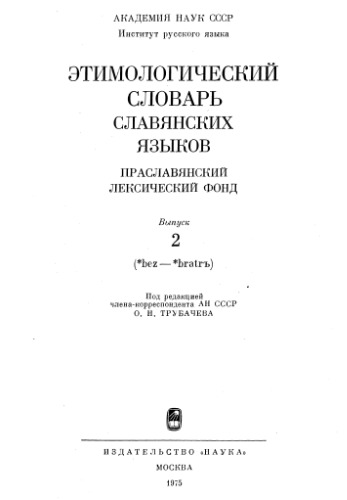 АКАДЕМИЯ НАУК СССР
Институт русского языка
ЭТИМОЛОГИЧЕСКИЙ
СЛОВАРЬ
СЛАВЯНСКИХ
ЯЗЫКОВ
ПРАСЛАВЯНСКИЙ
ЛЕКСИЧЕСКИЙ ФОНД
Выпуск
2
(*bez — *bratrъ)
Под редакцией
члена-корреспондента АН СССР
О. Н. ТРУБАЧЕВА
ИЗДАТЕЛЬСТВО «НАУКА»
МОСКВА
1975